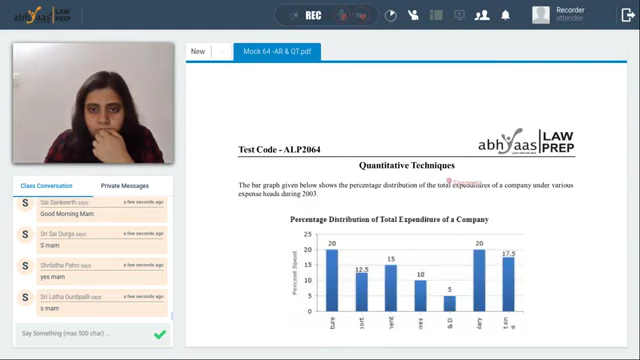 abhyaas LAW PREP
REC
Recorder
attendee
New
Mock 64 -AR & QT.pdf
Class Conversation
Private Messages
S
Sai Sankeerth says:
a few seconds ago
Good Morning Mam
S
Sri Sai Durga says:
a few seconds ago
S mam
S
Shrilatha Patro says:
a few seconds ago
yes mam
S
Sri Latha Guntipalli says:
a few seconds ago
s mam
Say Something (max 500 char) ...
Test Code - ALP2064
abhyaas LAW PREP
Quantitative Techniques
The bar graph given below shows the percentage distribution of the total expenditures of a company under various
expense heads during 2003.
Percentage Distribution of Total Expenditure of a Company
Percent Spent
25
20
15
10
5
0
20
12.5
15
10
5
20
17.5